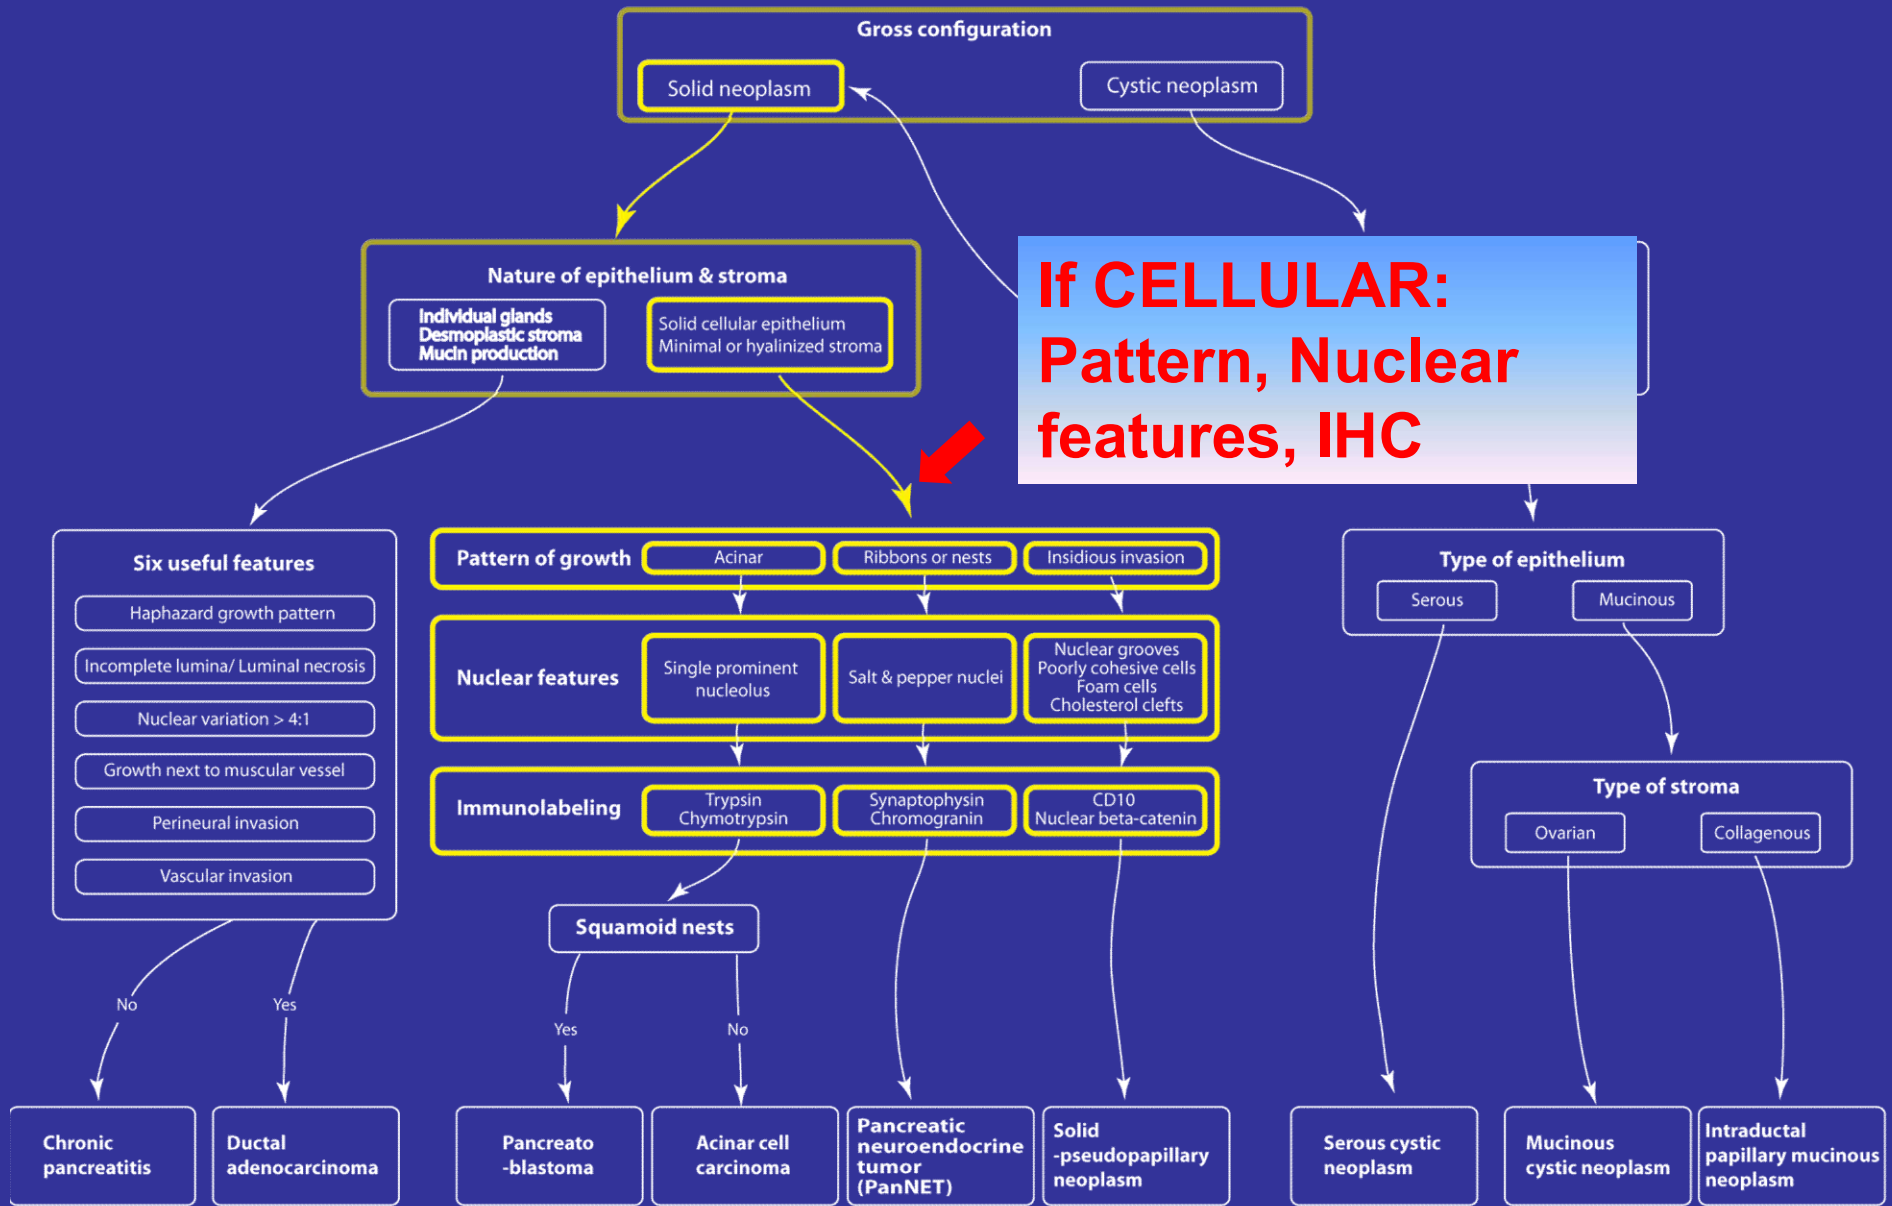 Gross configuration
Solid neoplasm
Cystic neoplasm
Nature of epithelium & stroma
Individual glands
Desmoplastic stroma
Mucin production
Solid cellular epithelium
Minimal or hyalinized stroma
If CELLULAR:
Pattern, Nuclear
features, IHC
Six useful features
Haphazard growth pattern
Incomplete lumina/ Luminal necrosis
Nuclear variation > 4:1
Growth next to muscular vessel
Perineural invasion
Vascular invasion
No
Yes
Pattern of growth
Acinar
Ribbons or nests
Insidious invasion
Nuclear features
Single prominent
nucleolus
Salt & pepper nuclei
Nuclear grooves
Poorly cohesive cells
Foam cells
Cholesterol clefts
Immunolabeling
Trypsin
Chymotrypsin
Synaptophysin
Chromogranin
CD10
Nuclear beta-catenin
Squamoid nests
Yes
No
Type of epithelium
Serous
Mucinous
Type of stroma
Ovarian
Collagenous
Chronic
pancreatitis
Ductal
adenocarcinoma
Pancreato
-blastoma
Acinar cell
carcinoma
Pancreatic
neuroendocrine
tumor
(PanNET)
Solid
-pseudopapillary
neoplasm
Serous cystic
neoplasm
Mucinous
cystic neoplasm
Intraductal
papillary mucinous
neoplasm